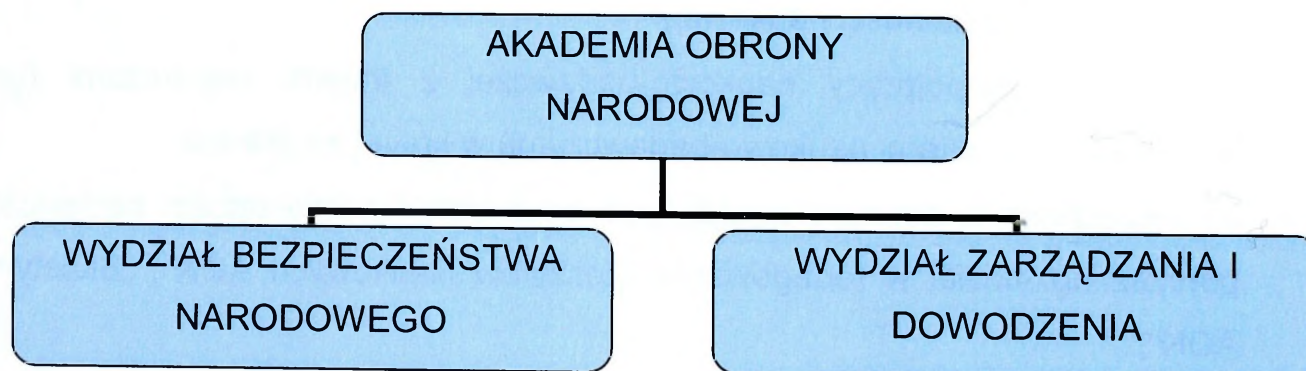 AKADEMIA OBRONY
NARODOWEJ
WYDZIAŁ BEZPIECZEŃSTWA
NARODOWEGO
WYDZIAŁ ZARZĄDZANIA I
DOWODZENIA